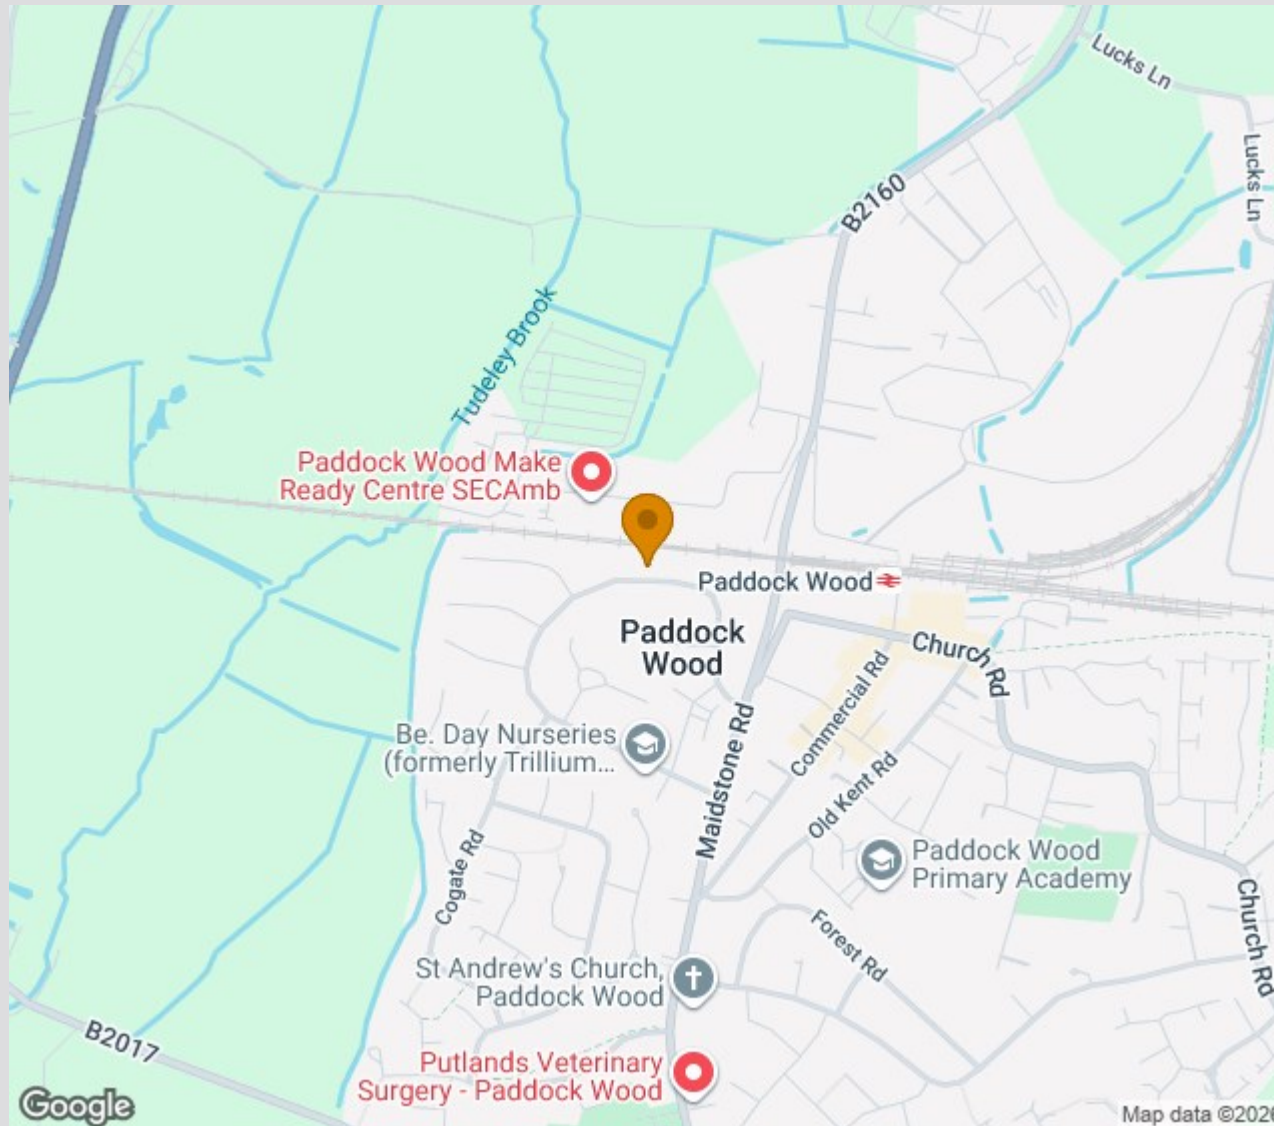 Lucks Ln
Lucks Ln
B2160
Tudeley Brook
Paddock Wood Make
Ready Centre SECAmb
Paddock Wood
Paddock
Wood
Church Rd
Commercial Rd
Be. Day Nurseries
(formerly Trillium...
Maidstone Rd
Old Kent Rd
Cogate Rd
Paddock Wood
Primary Academy
Church Rd
Forest Rd
St Andrew's Church,
Paddock Wood
B2017
Putlands Veterinary
Surgery - Paddock Wood
Google
Map data ©2026